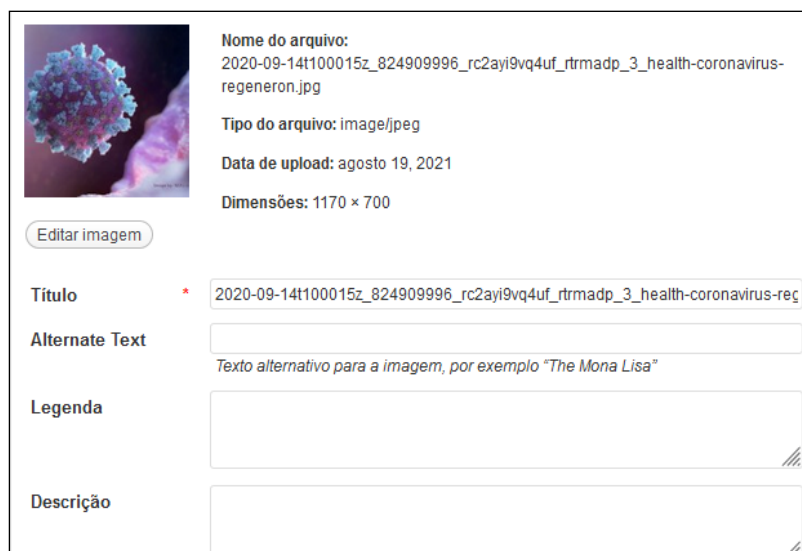 Nome do arquivo:
2020-09-14t100015z_824909996_rc2ayi9vq4uf_rtrmadp_3_health-coronavirus-
regeneron.jpg
Tipo do arquivo: image/jpeg
Data de upload: agosto 19, 2021
Dimensões: 1170 × 700
Editar imagem
Título *
2020-09-14t100015z_824909996_rc2ayi9vq4uf_rtrmadp_3_health-coronavirus-reg
Alternate Text
Texto alternativo para a imagem, por exemplo “The Mona Lisa”
Legenda
Descrição